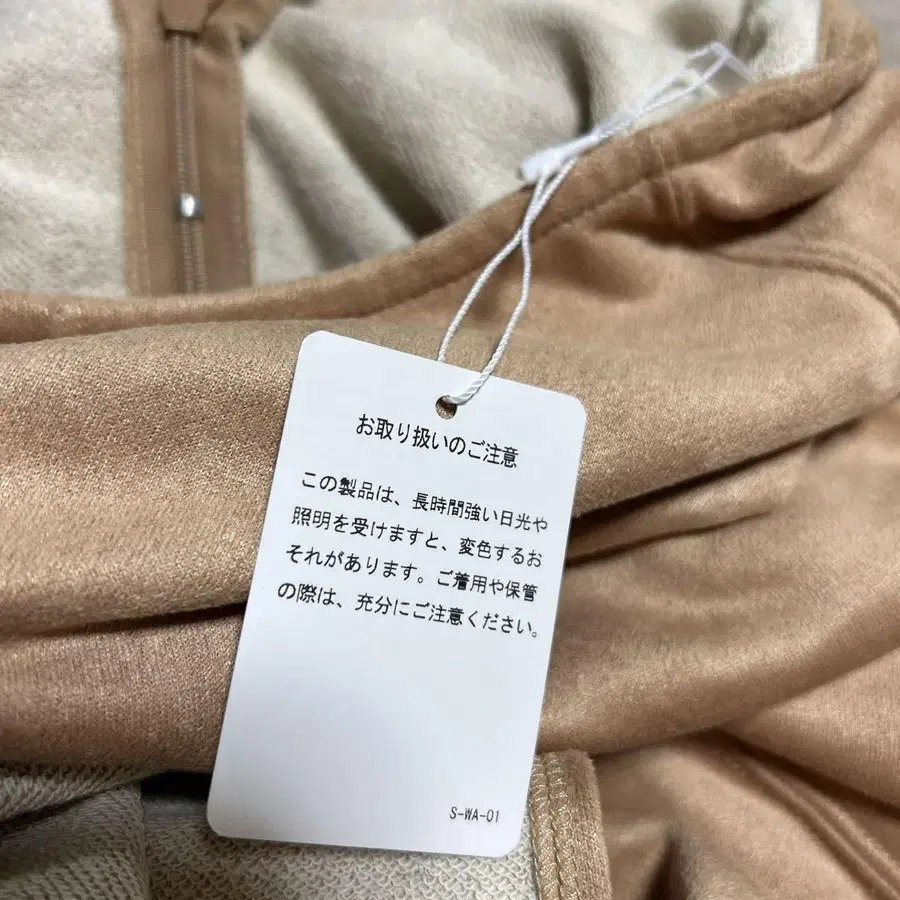 お取り扱いのご注意
この製品は、長時間強い日光や
照明を受けますと、変色するお
それがあります。ご着用や保管
の際は、充分にご注意ください。
S-WA-01